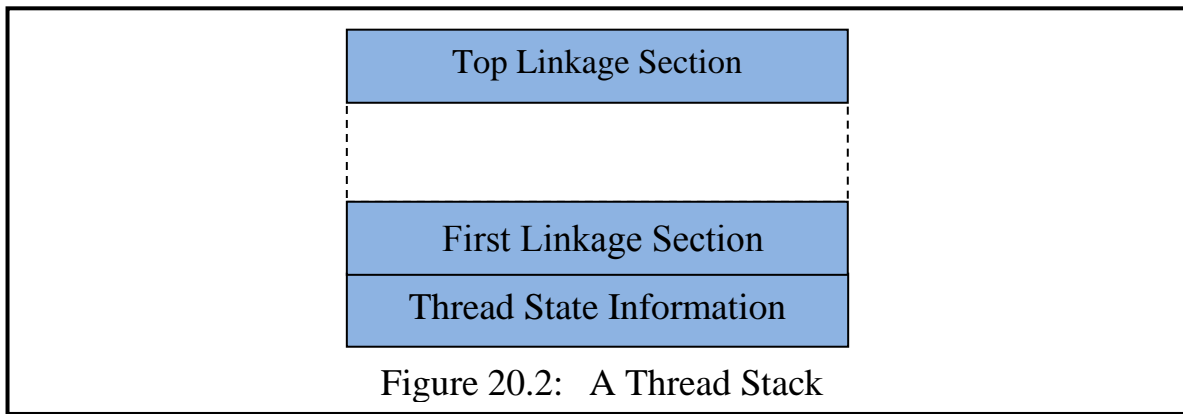 Top Linkage Section
First Linkage Section
Thread State Information
Figure 20.2: A Thread Stack